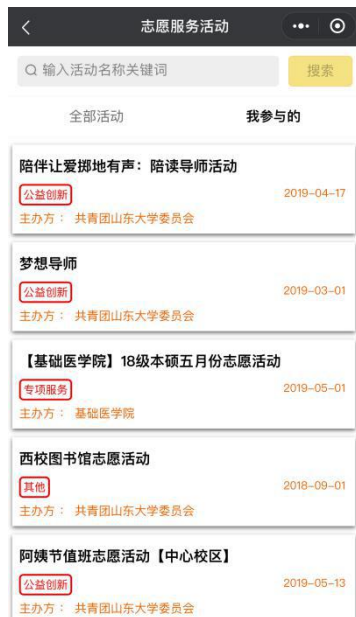 志愿服务活动
输入活动名称关键词
搜索
全部活动
我参与的
陪伴让爱掷地有声：陪读导师活动
公益创新
2019-04-17
主办方： 共青团山东大学委员会
梦想导师
公益创新
2019-03-01
主办方： 共青团山东大学委员会
【基础医学院】18级本硕五月份志愿活动
专项服务
2019-05-01
主办方： 基础医学院
西校图书馆志愿活动
其他
2018-09-01
主办方： 共青团山东大学委员会
阿姨节值班志愿活动【中心校区】
公益创新
2019-05-13
主办方： 共青团山东大学委员会